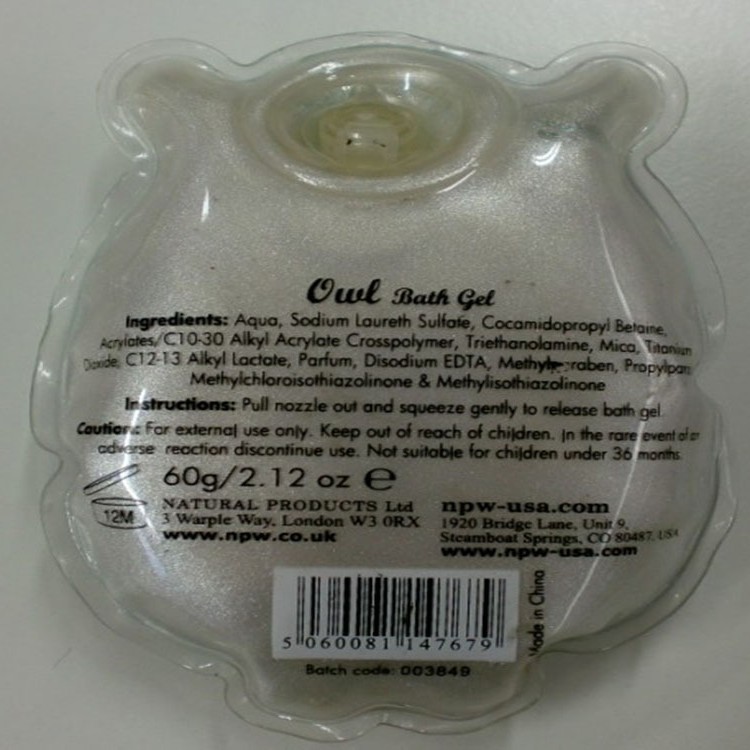 Owl Bath Gel
Ingredients: Aqua, Sodium Laureth Sulfate, Cocamidopropyl Betaine,
Acrylates/C10-30 Alkyl Acrylate Crosspolymer, Triethanolamine, Mica, Titanium
Dioxide, C12-13 Alkyl Lactate, Parfum, Disodium EDTA, Propylpara
Methylchloroisothiazolinone & Methylisothiazolinone
Instructions: Pull nozzle out and squeeze gently to release bath gel.
Caution: For external use only. Keep out of reach of children. In the rare event of an
adverse reaction discontinue use. Not suitable for children under 36 months.
60g/2.12 oz e
12M
NATURAL PRODUCTS Ltd
3 Warple Way, London W3 0RX
www.npw.co.uk
npw-usa.com
1920 Bridge Lane, Unit 9,
Steamboat Springs, CO 80487, USA
www.npw-usa.com
Made in China
5 060081 147679
Batch code: 003849